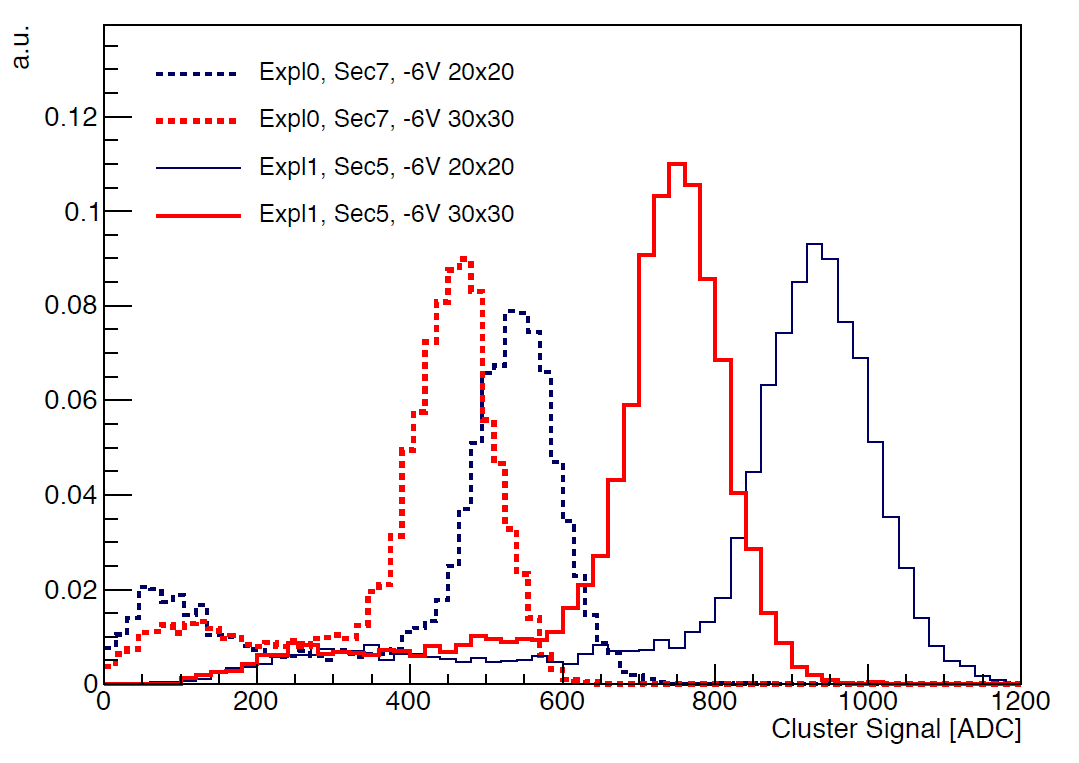 a.u.
Expl0, Sec7, -6V 20x20
Expl0, Sec7, -6V 30x30
Expl1, Sec5, -6V 20x20
Expl1, Sec5, -6V 30x30
0.12
0.1
0.08
0.06
0.04
0.02
0
0 200 400 600 800 1000 1200
Cluster Signal [ADC]